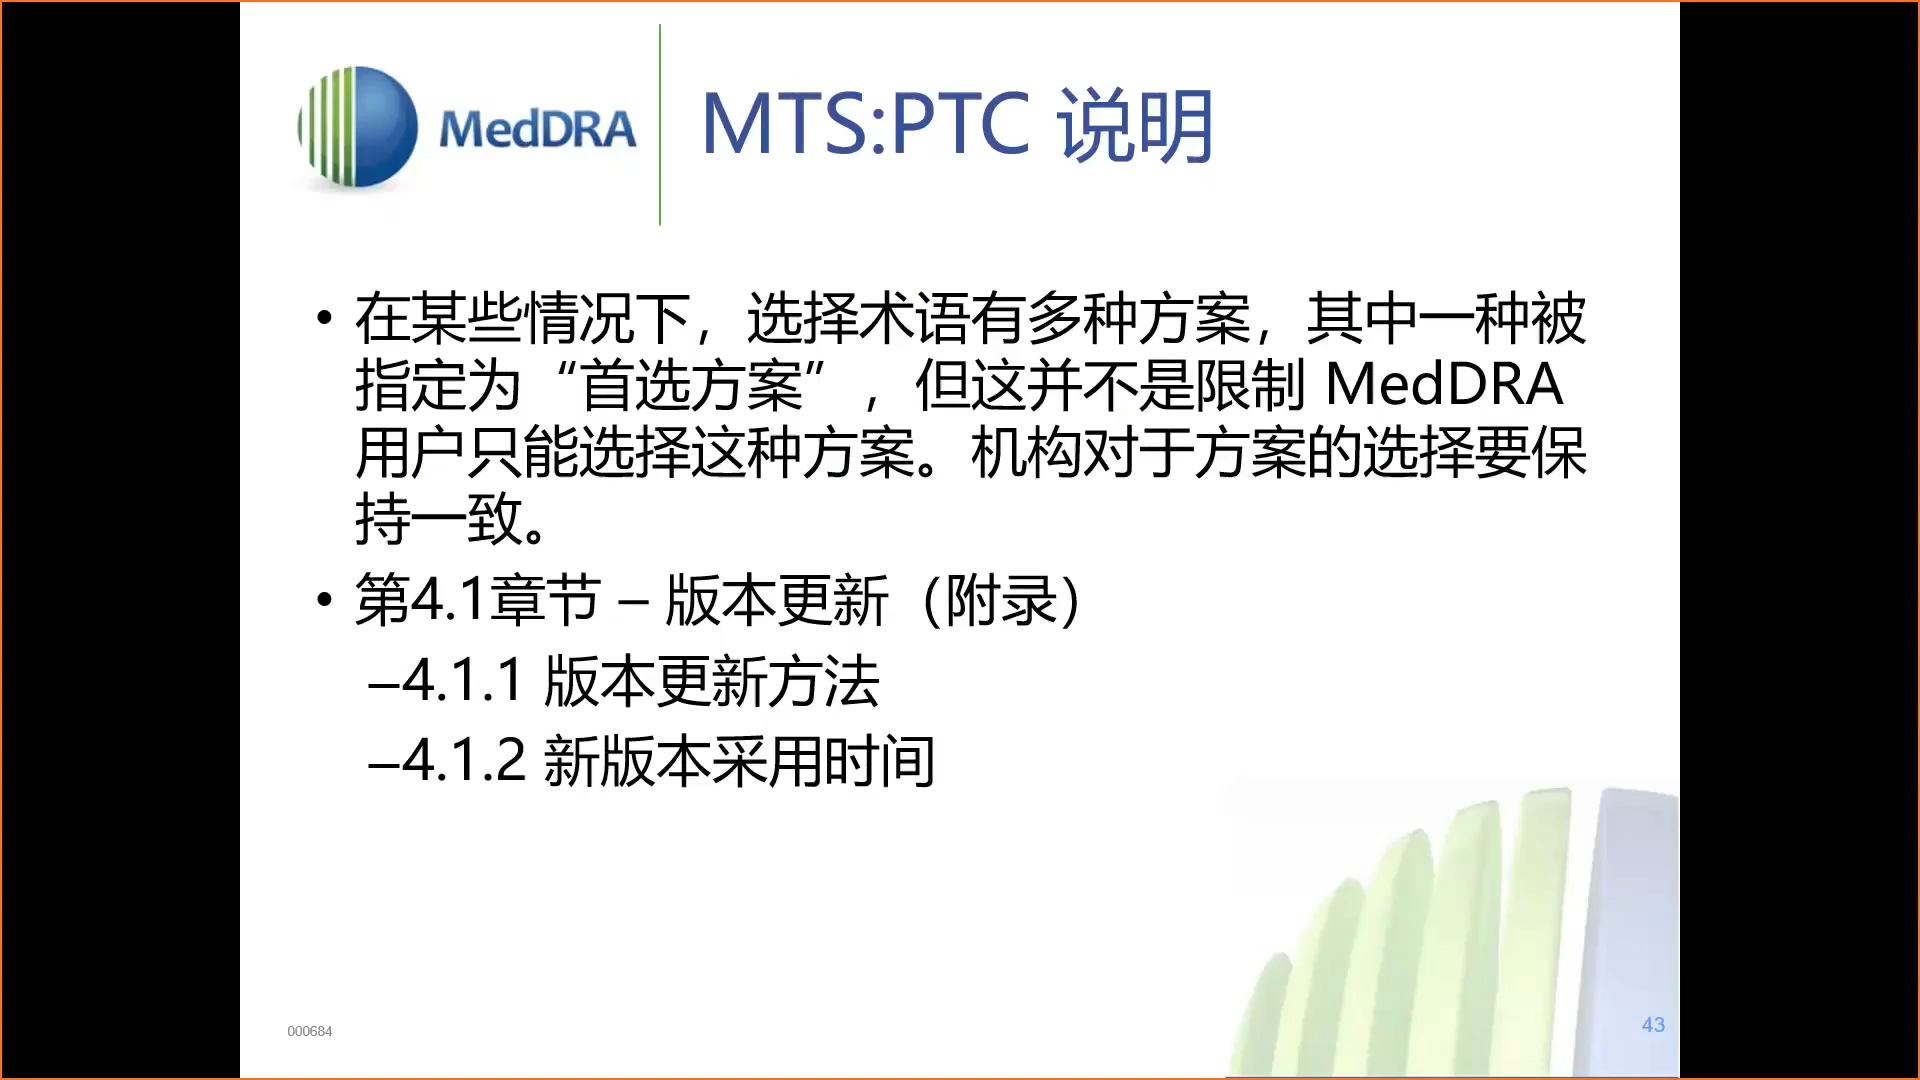 MedDRA
MTS:PTC 说明
• 在某些情况下，选择术语有多种方案，其中一种被
指定为“首选方案”，但这并不是限制 MedDRA
用户只能选择这种方案。机构对于方案的选择要保
持一致。
• 第4.1章节 – 版本更新（附录）
–4.1.1 版本更新方法
–4.1.2 新版本采用时间
000684
43